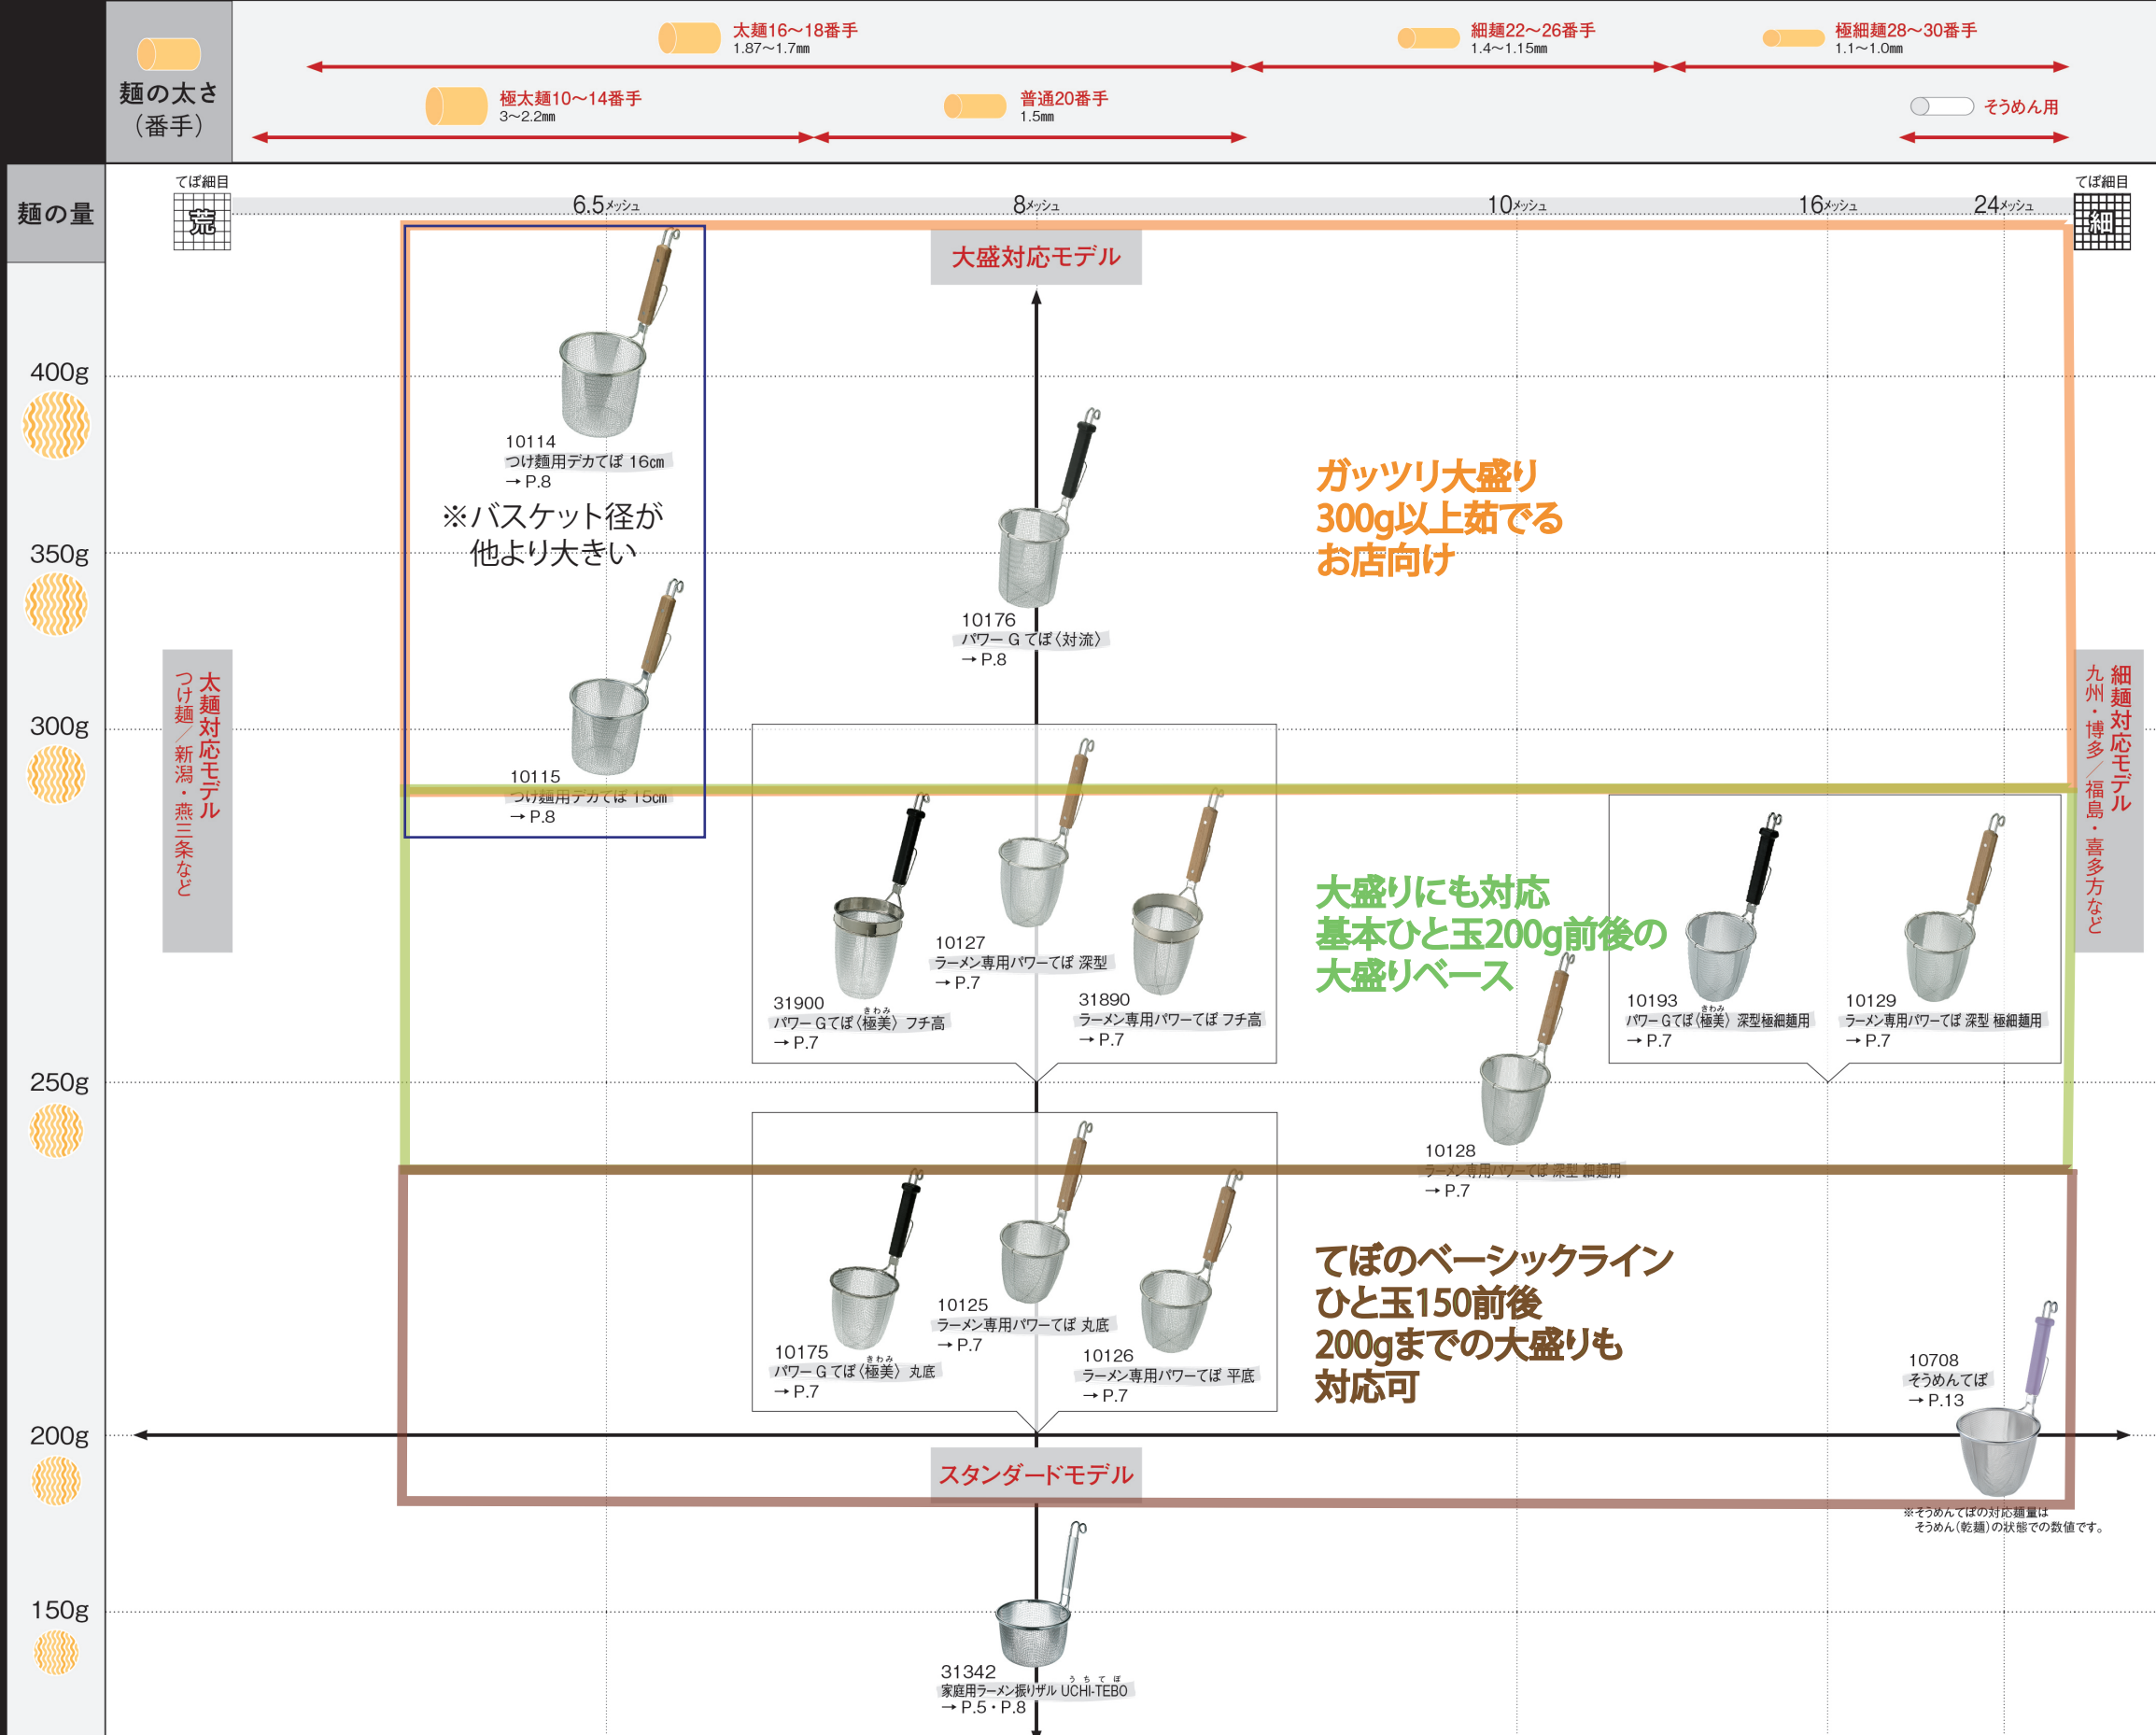 麺の太さ
（番手）
太麺16～18番手
1.87～1.7㎜
細麺22～26番手
1.4～1.15㎜
極細麺28～30番手
1.1～1.0㎜
極太麺10～14番手
3～2.2㎜
普通20番手
1.5㎜
そうめん用
麺の量
てぼ細目
荒
6.5メッシュ
8メッシュ
10メッシュ
16メッシュ
24メッシュ
てぼ細目
細
大盛対応モデル
400g
10114
つけ麺用デカてぼ 16㎝
→ P.8
※バスケット径が
他より大きい
ガッツリ大盛り
300g以上茹でる
お店向け
350g
10176
パワー G てぼ〈対流〉
→ P.8
300g
太麺対応モデル
つけ麺／新潟・燕三条など
細麺対応モデル
九州・博多／福島・喜多方など
10115
つけ麺用デカてぼ 15㎝
→ P.8
10127
ラーメン専用パワーてぼ 深型
→ P.7
31900
きわみ
パワー Gてぼ〈極美〉 フチ高
→ P.7
31890
ラーメン専用パワーてぼ フチ高
→ P.7
大盛りにも対応
基本ひと玉200g前後の
大盛りベース
10193
きわみ
パワー Gてぼ〈極美〉 深型極細麺用
→ P.7
10129
ラーメン専用パワーてぼ 深型 極細麺用
→ P.7
250g
10128
ラーメン専用パワーてぼ 深型 細麺用
→ P.7
10125
ラーメン専用パワーてぼ 丸底
→ P.7
10175
きわみ
パワー G てぼ〈極美〉 丸底
→ P.7
10126
ラーメン専用パワーてぼ 平底
→ P.7
てぼのベーシックライン
ひと玉150前後
200gまでの大盛りも
対応可
10708
そうめんてぼ
→ P.13
200g
スタンダードモデル
※そうめんてぼの対応麺量は
そうめん（乾麺）の状態での数値です。
150g
31342
うちてぼ
家庭用ラーメン振りザル UCHI-TEBO
→ P.5・P.8